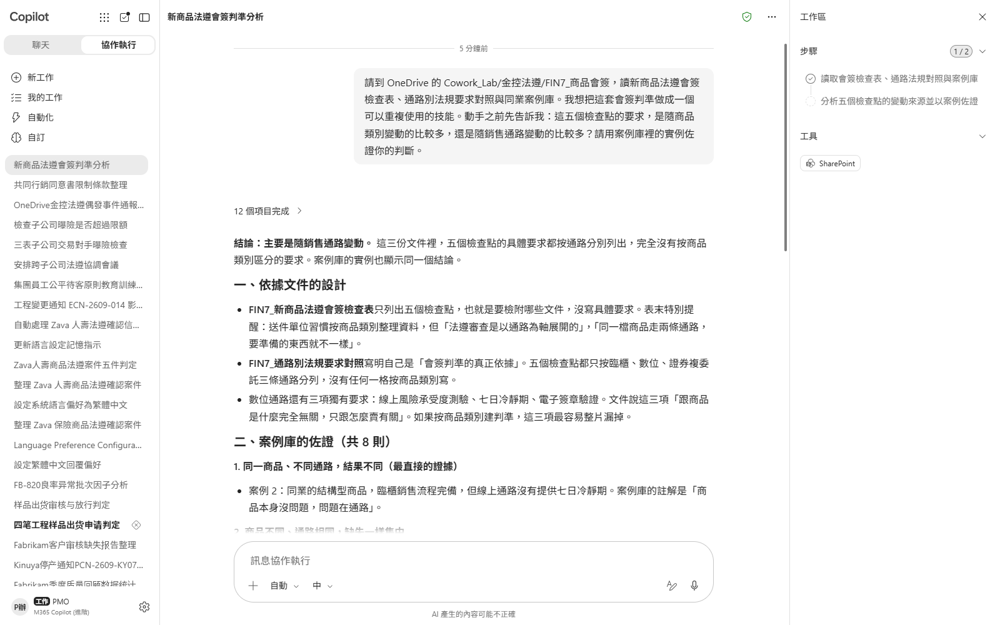 Copilot
聊天
協作執行
新工作
我的工作
自動化
自訂
新商品法遵會簽判準分析
共同行銷同意書限制條款整理
OneDrive金控法遵偶發事件通報...
檢查子公司曝險是否超過限額
三表子公司交易對手曝險檢查
安排跨子公司法遵協調會議
集團員工公平待客原則教育訓練...
工程變更通知 ECN-2609-014 影...
自動處理 Zava 人壽法遵確認信...
更新語言設定記憶指示
Zava人壽商品法遵案件五件判定
整理 Zava 人壽商品法遵確認案件
設定系統語言偏好為繁體中文
整理 Zava 保險商品法遵確認案件
Language Preference Configura...
設定繁體中文回覆偏好
FB-820良率异常批次因子分析
样品出货审核与放行判定
四笔工程样品出货申请判定
Fabrikam客户审核缺失报告整理
Kinuya停产通知PCN-2609-KY07...
Fabrikam季度质量回顾数据统计
P辦
工作 PMO
M365 Copilot (進階)
新商品法遵會簽判準分析
5 分鐘前
請到 OneDrive 的 Cowork_Lab/金控法遵/FIN7_商品會簽，讀新商品法遵會簽
檢查表、通路別法規要求對照與同業案例庫。我想把這套會簽判準做成一個
可以重複使用的技能。動手之前先告訴我：這五個檢查點的要求，是隨商品
類別變動的比較多，還是隨銷售通路變動的比較多？請用案例庫裡的實例佐
證你的判斷。
12 個項目完成
結論：主要是隨銷售通路變動。 這三份文件裡，五個檢查點的具體要求都按通路分別列出，完全沒有按商品
類別區分的要求。案例庫的實例也顯示同一個結論。
一、依據文件的設計
• FIN7_新商品法遵會簽檢查表只列出五個檢查點，也就是要檢附哪些文件，沒寫具體要求。表末特別提
醒：送件單位習慣按商品類別整理資料，但「法遵審查是以通路為軸展開的」，「同一檔商品走兩條通路，
要準備的東西就不一樣」。
• FIN7_通路別法規要求對照寫明自己是「會簽判準的真正依據」。五個檢查點都只按臨櫃、數位、證券複委
託三條通路分列，沒有任何一格按商品類別寫。
• 數位通路還有三項獨有要求：線上風險承受度測驗、七日冷靜期、電子簽章驗證。文件說這三項「跟商品
是什麼完全無關，只跟怎麼賣有關」。如果按商品類別建判準，這三項最容易整片漏掉。
二、案例庫的佐證（共 8 則）
1. 同一商品、不同通路，結果不同（最直接的證據）
• 案例 2：同業的結構型商品，臨櫃銷售流程完備，但線上通路沒有提供七日冷靜期。案例庫的註解是「商
品本身沒問題，問題在通路」。
2. 商品不同、通路相同，缺失一樣集中
訊息協作執行
自動
中
AI 產生的內容可能不正確
工作區
步驟
1 / 2
讀取會簽檢查表、通路法規對照與案例庫
分析五個檢查點的變動來源並以案例佐證
工具
SharePoint